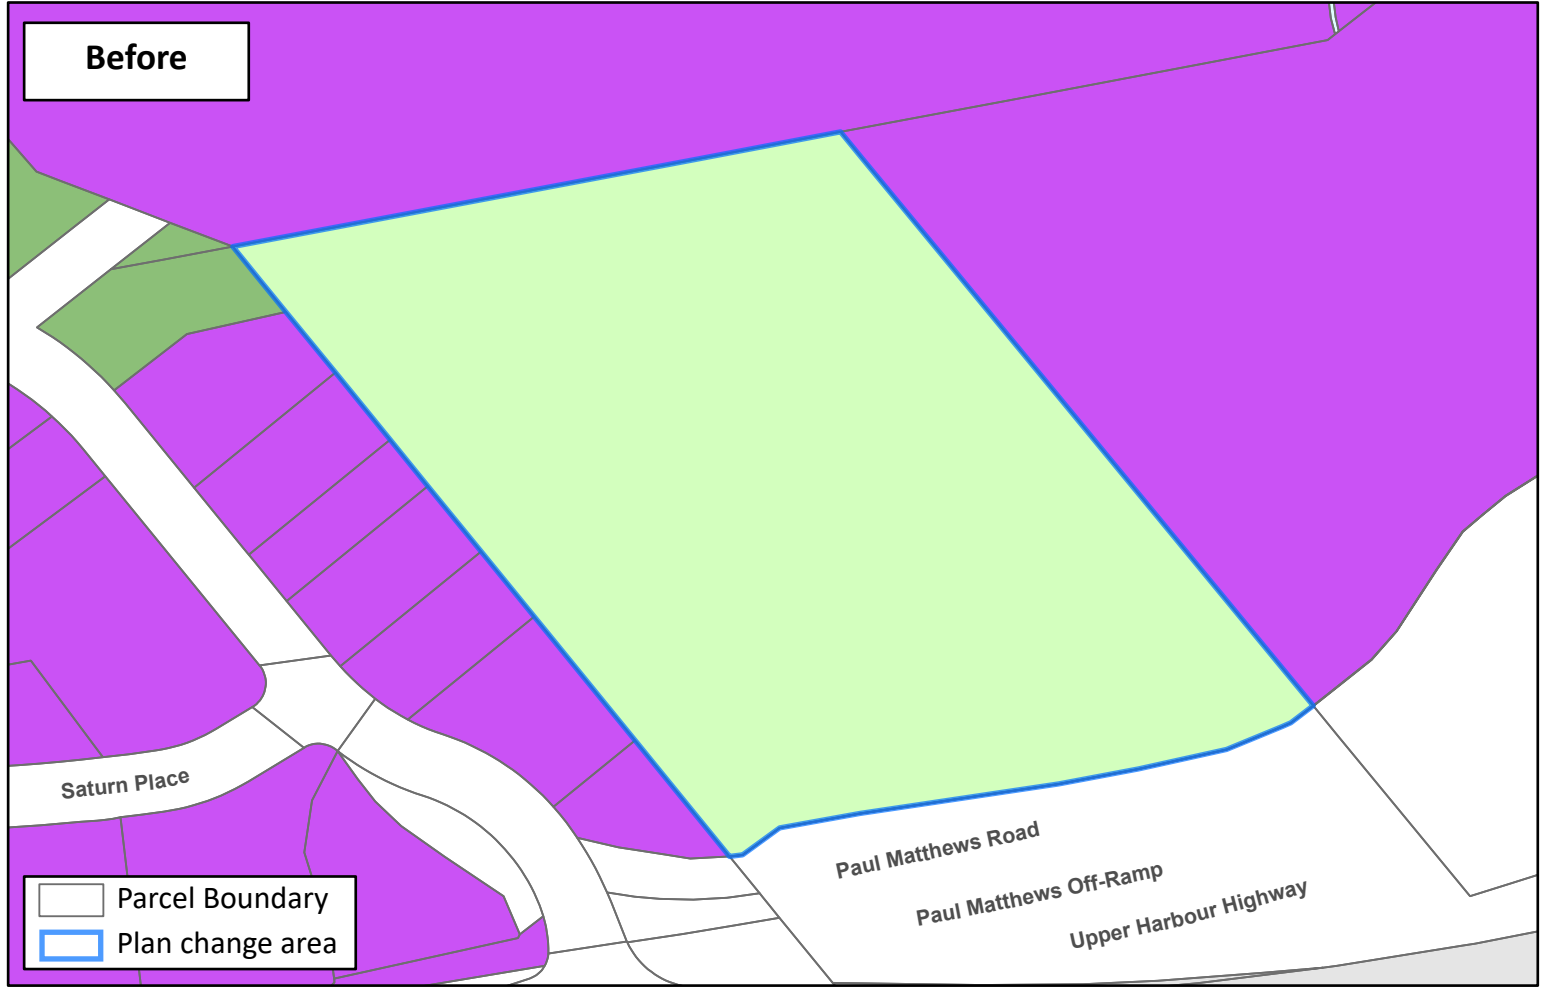 Before
Saturn Place
Paul Matthews Road
Paul Matthews Off-Ramp
Upper Harbour Highway
Parcel Boundary
Plan change area